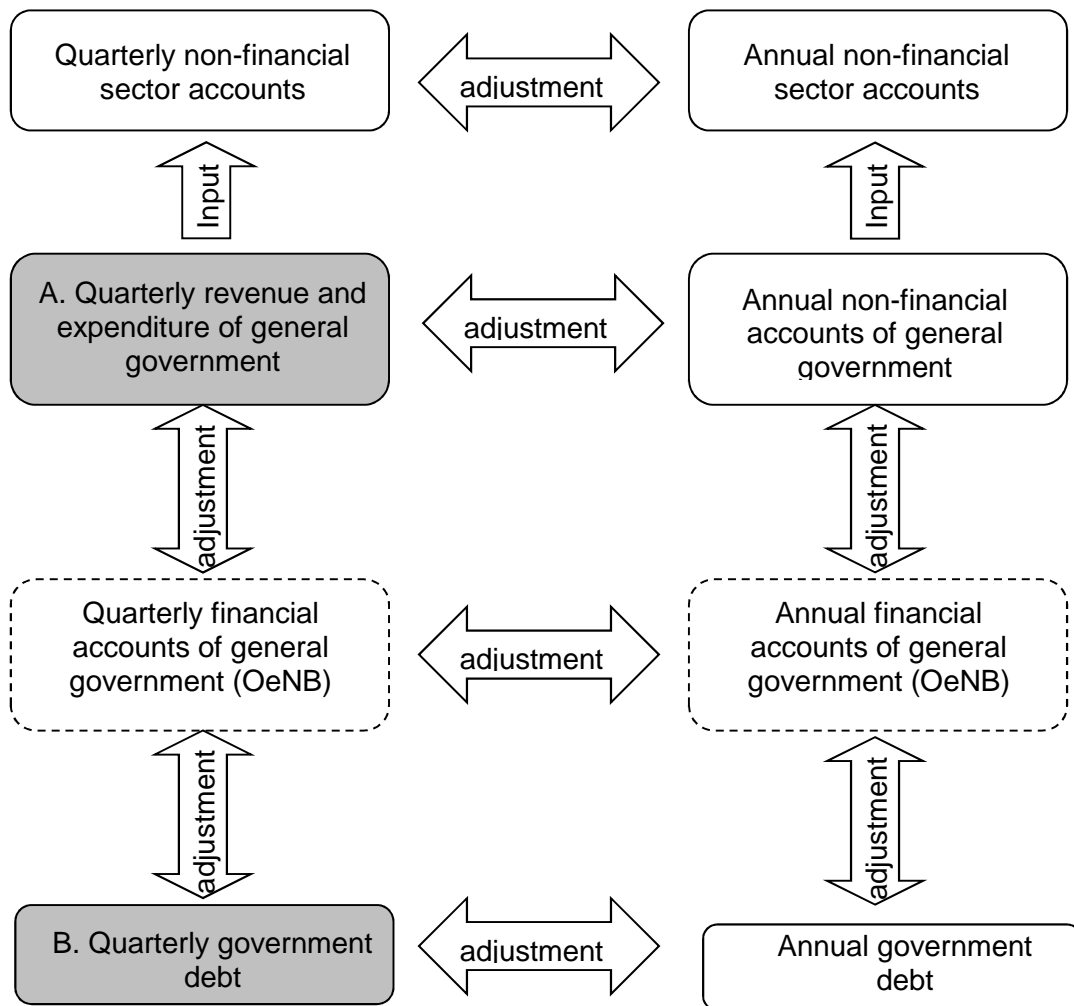 Quarterly non-financial
sector accounts
adjustment
Annual non-financial
sector accounts
Input
Input
A. Quarterly revenue and
expenditure of general
government
adjustment
Annual non-financial
accounts of general
government
adjustment
adjustment
Quarterly financial
accounts of general
government (OeNB)
adjustment
Annual financial
accounts of general
government (OeNB)
adjustment
adjustment
B. Quarterly government
debt
adjustment
Annual government
debt